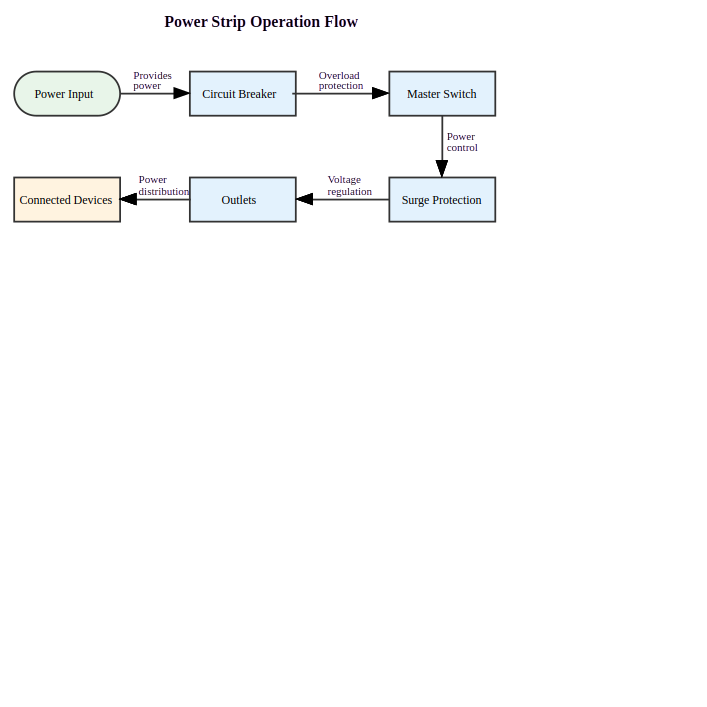 Power Strip Operation Flow
Provides
power
Overload
protection
Power Input
Circuit Breaker
Master Switch
Power
control
Power
distribution
Voltage
regulation
Connected Devices
Outlets
Surge Protection